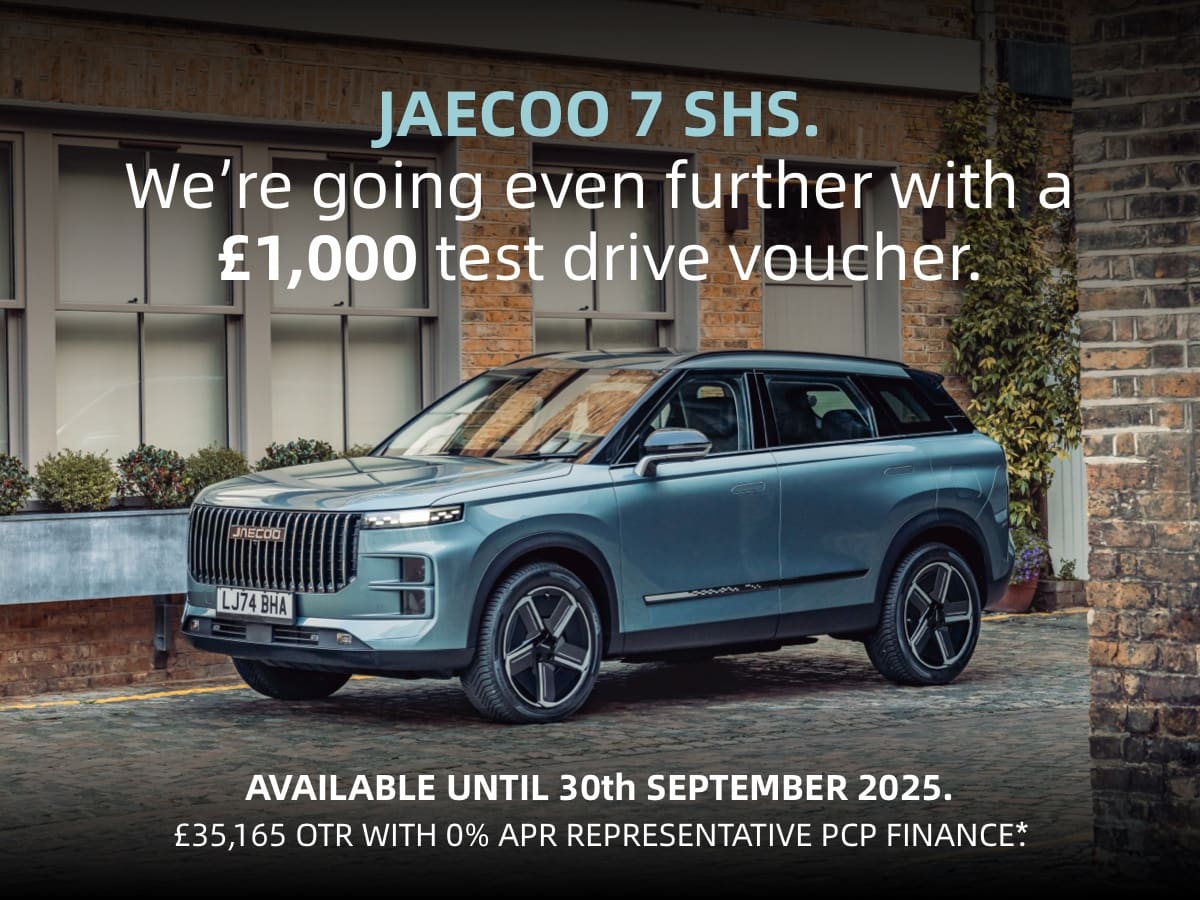 JAECOO 7 SHS.
We're going even further with a
£1,000 test drive voucher.
JAECOO
LJ74 BHA
AVAILABLE UNTIL 30th SEPTEMBER 2025.
£35,165 OTR WITH 0% APR REPRESENTATIVE PCP FINANCE*